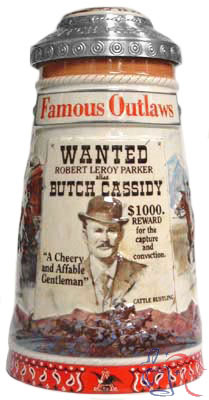 Famous Outlaws
WANTED
ROBERT LEROY PARKER
alias
BUTCH CASSIDY
$1000.
REWARD
for the
capture
and
conviction.
"A Cheery
and Affable
Gentleman"
CATTLE RUSTLING